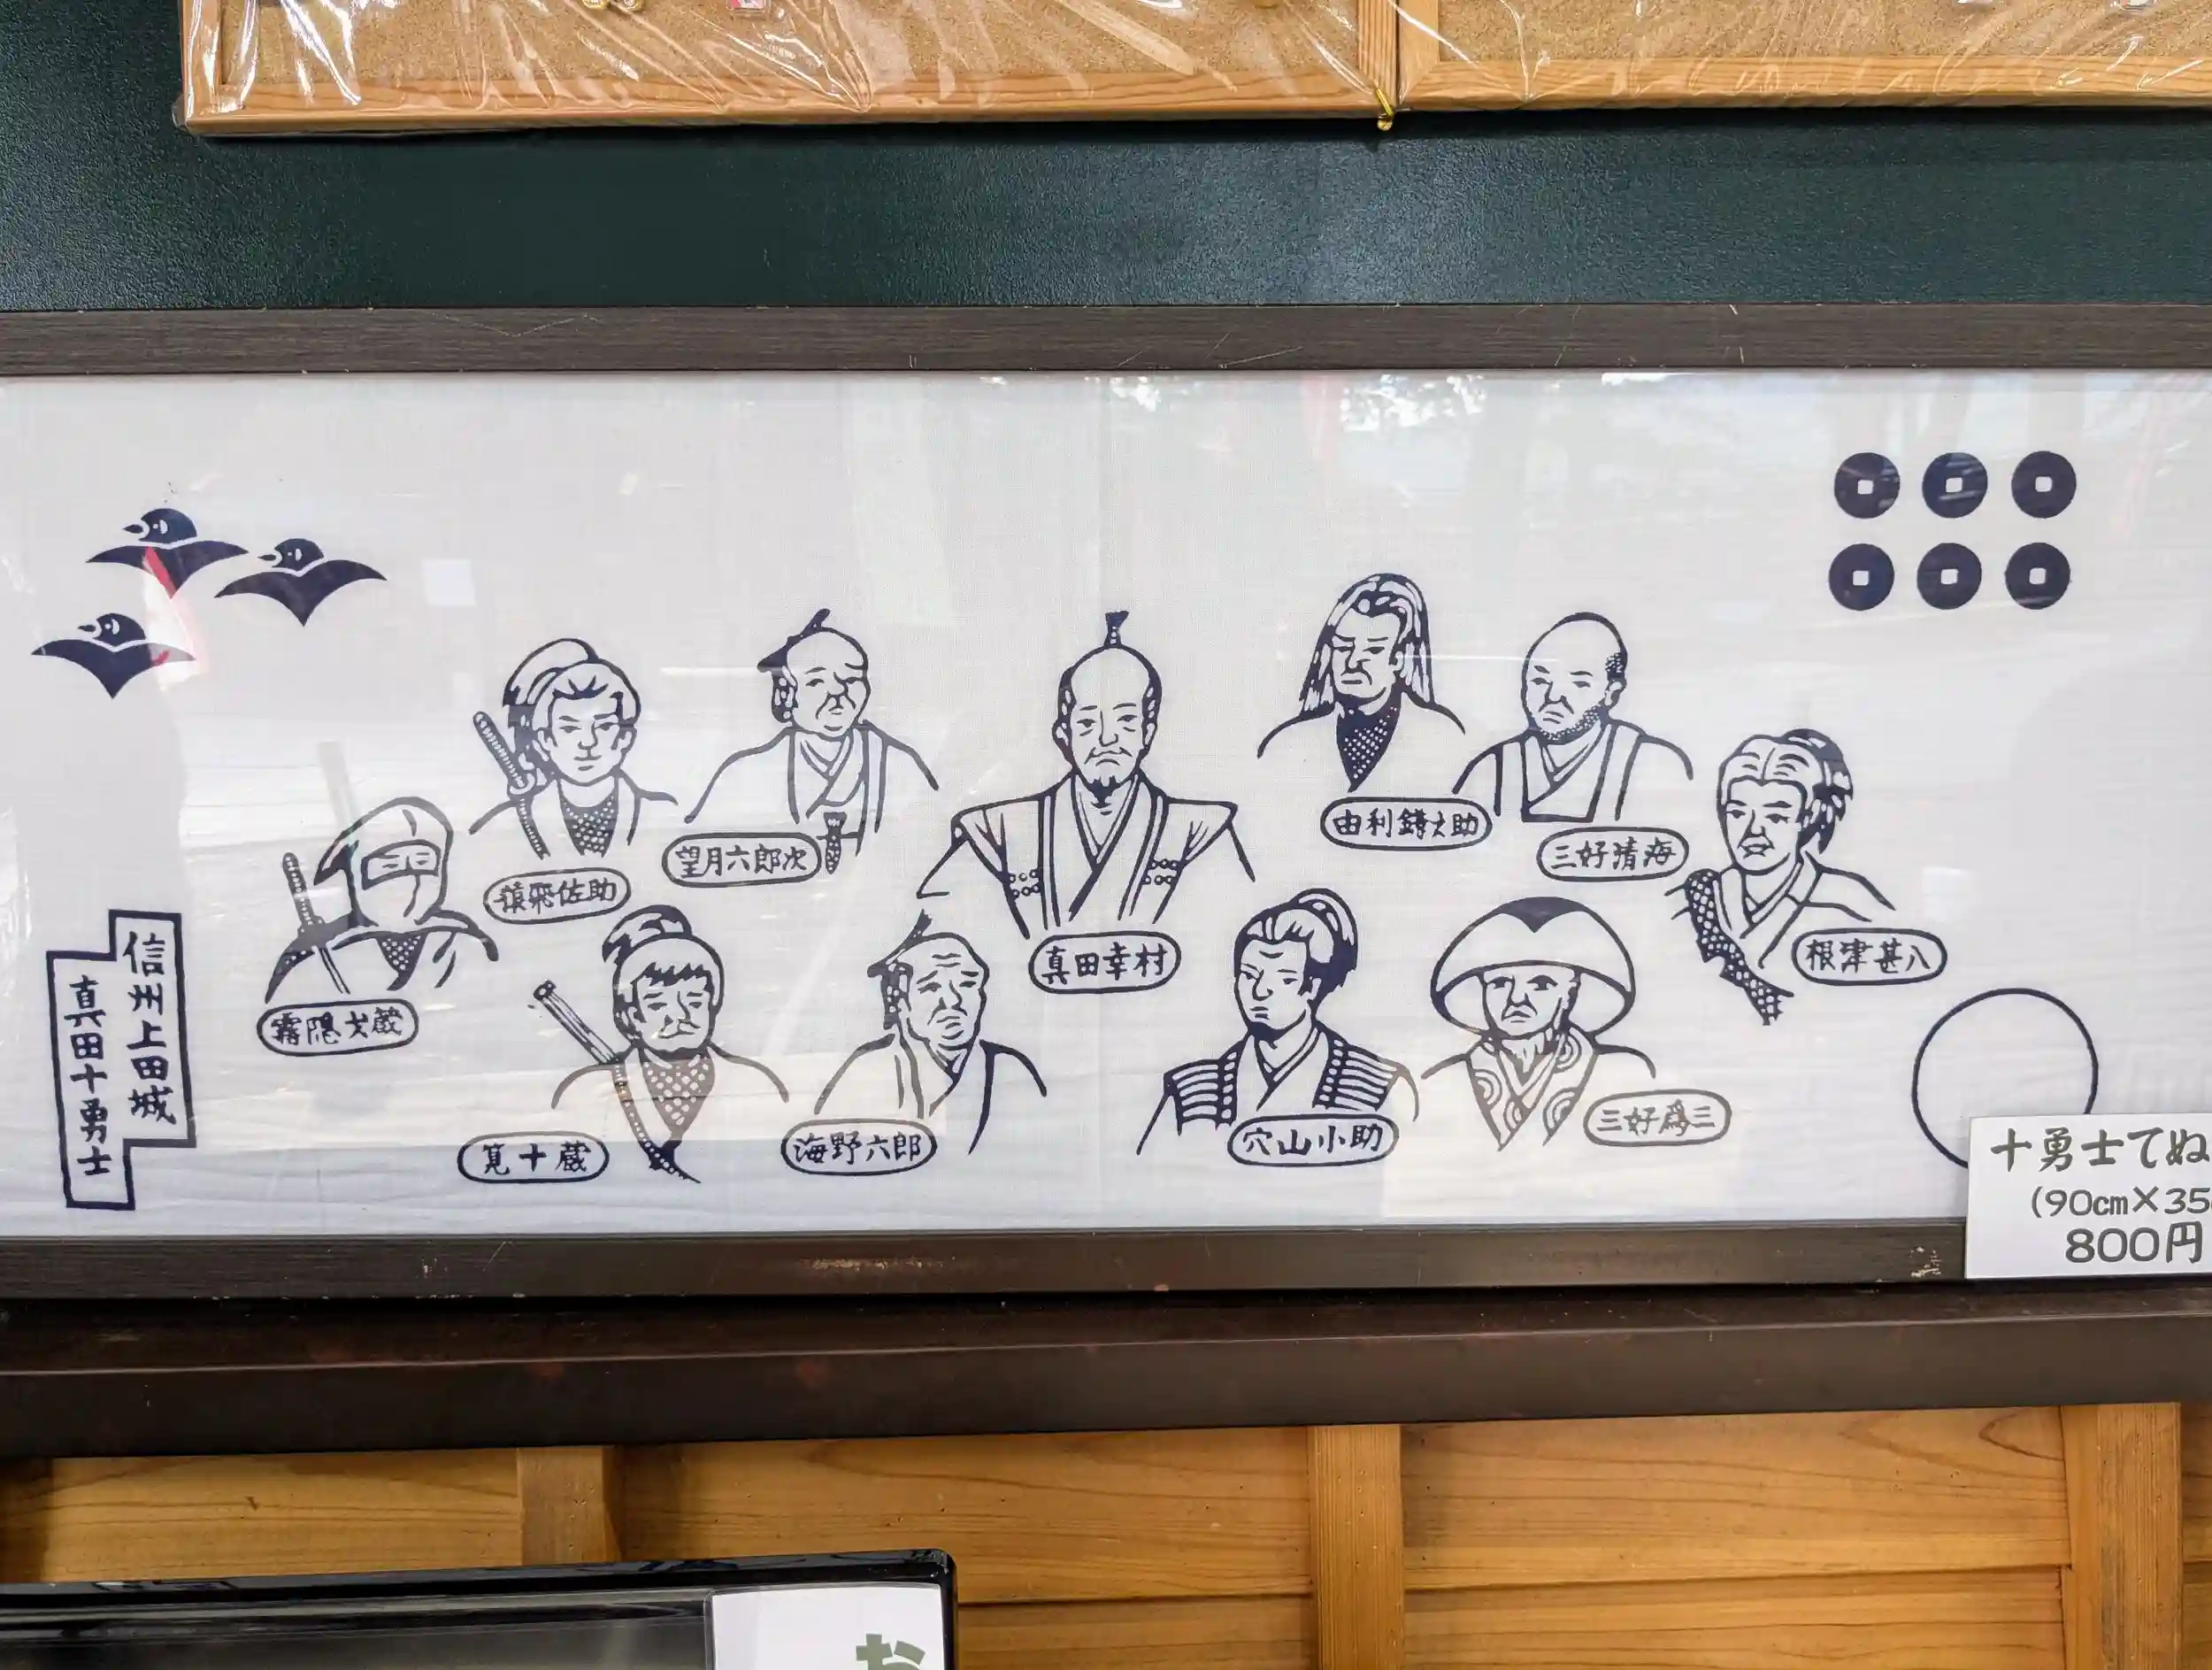 信州上田城
真田十勇士
霧隠才蔵
猿飛佐助
望月六郎次
筧十蔵
海野六郎
真田幸村
由利鎌之助
三好清海
根津甚八
穴山小助
三好為三
十勇士てぬ
(90cm×35
800円
お